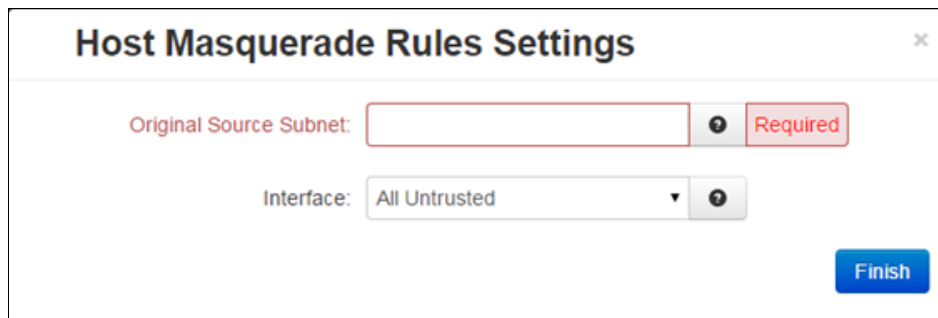 Host Masquerade Rules Settings ×
Original Source Subnet: Required
Interface: All Untrusted
Finish